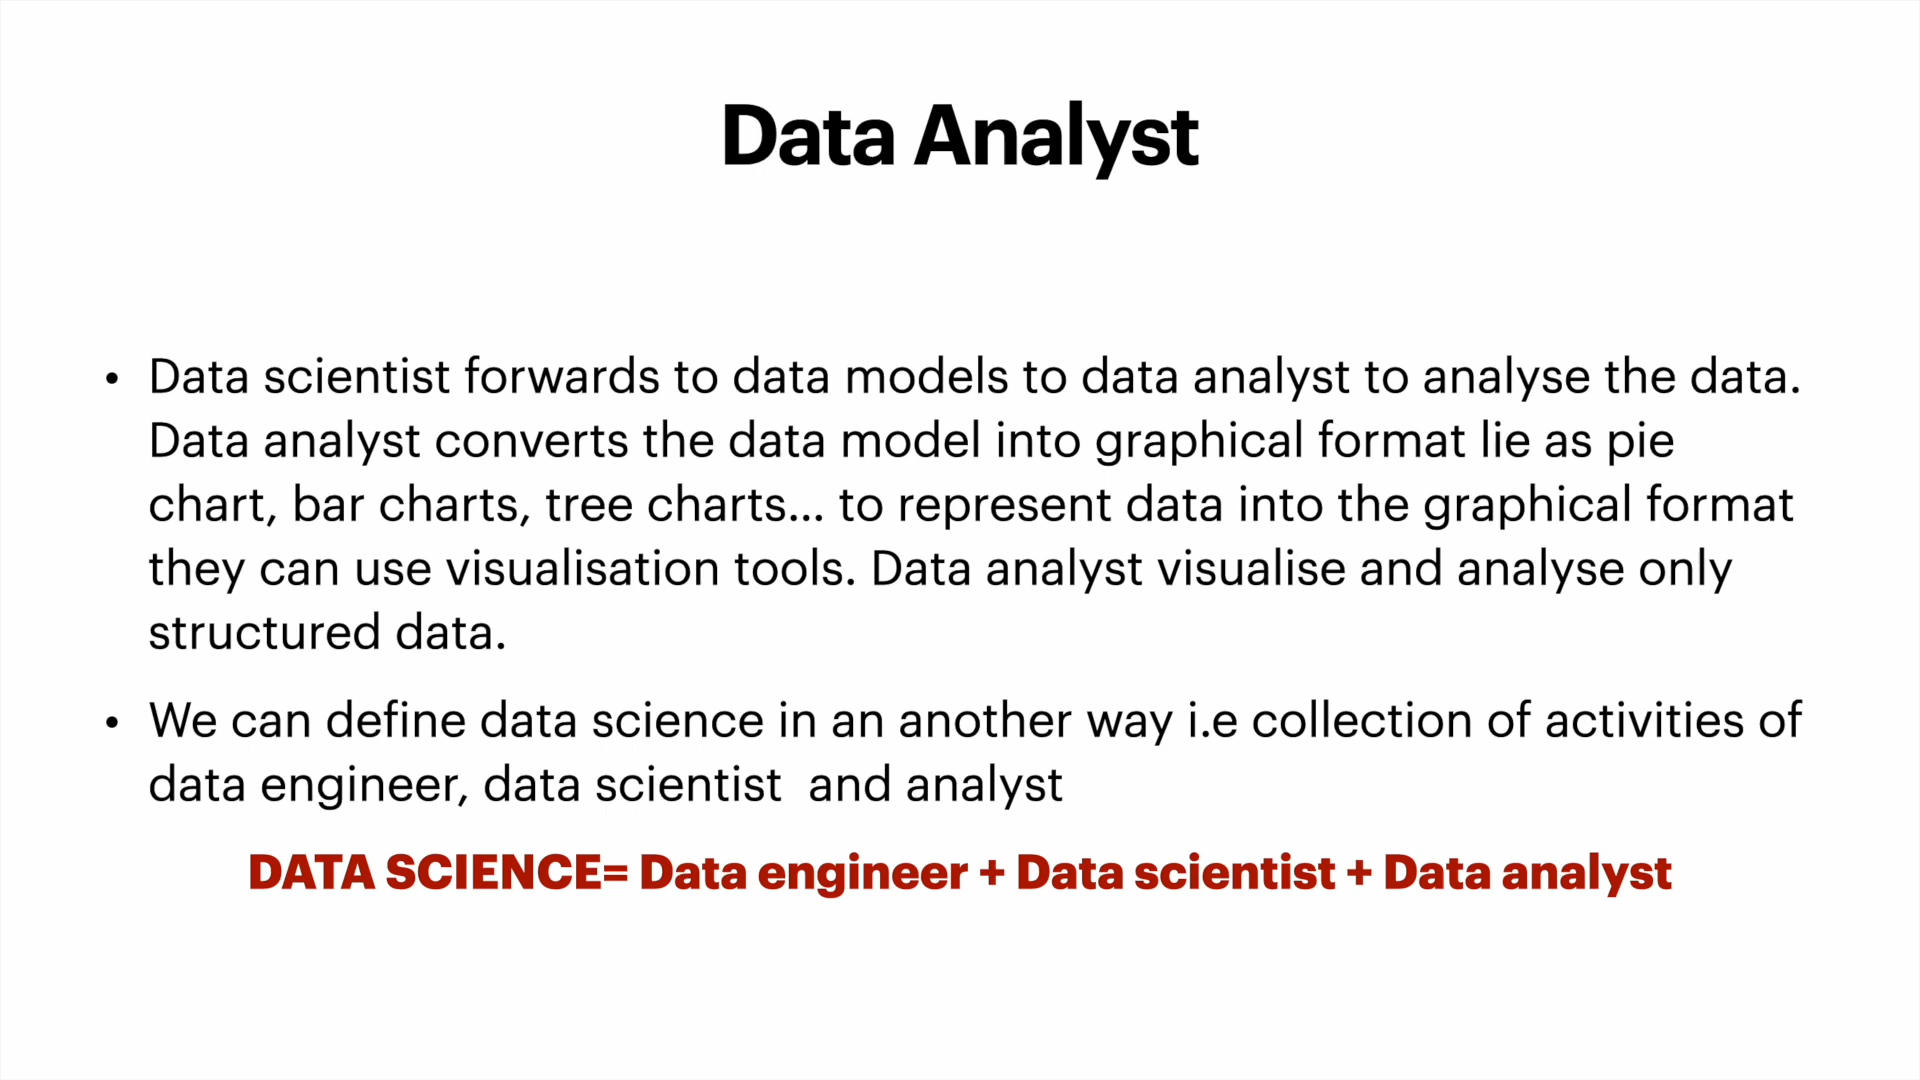 Data Analyst
• Data scientist forwards to data models to data analyst to analyse the data.
Data analyst converts the data model into graphical format lie as pie
chart, bar charts, tree charts... to represent data into the graphical format
they can use visualisation tools. Data analyst visualise and analyse only
structured data.
• We can define data science in an another way i.e collection of activities of
data engineer, data scientist  and analyst
DATA SCIENCE= Data engineer + Data scientist + Data analyst